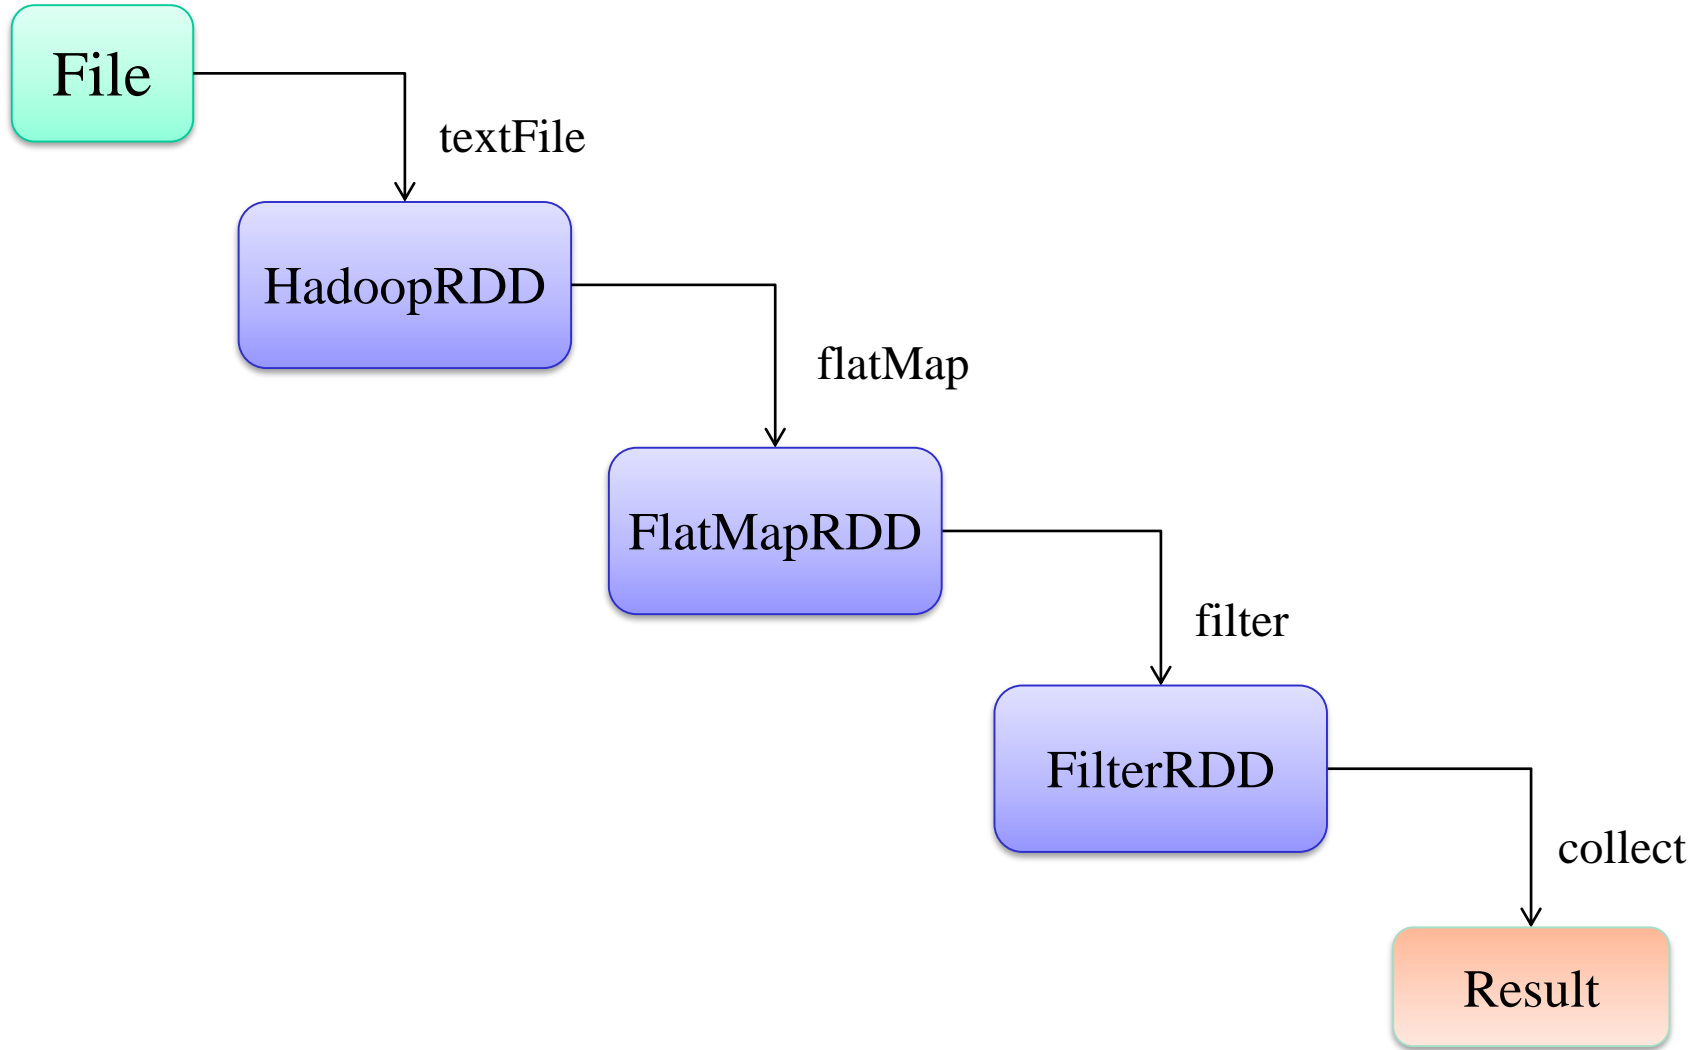 File
textFile
HadoopRDD
flatMap
FlatMapRDD
filter
FilterRDD
collect
Result